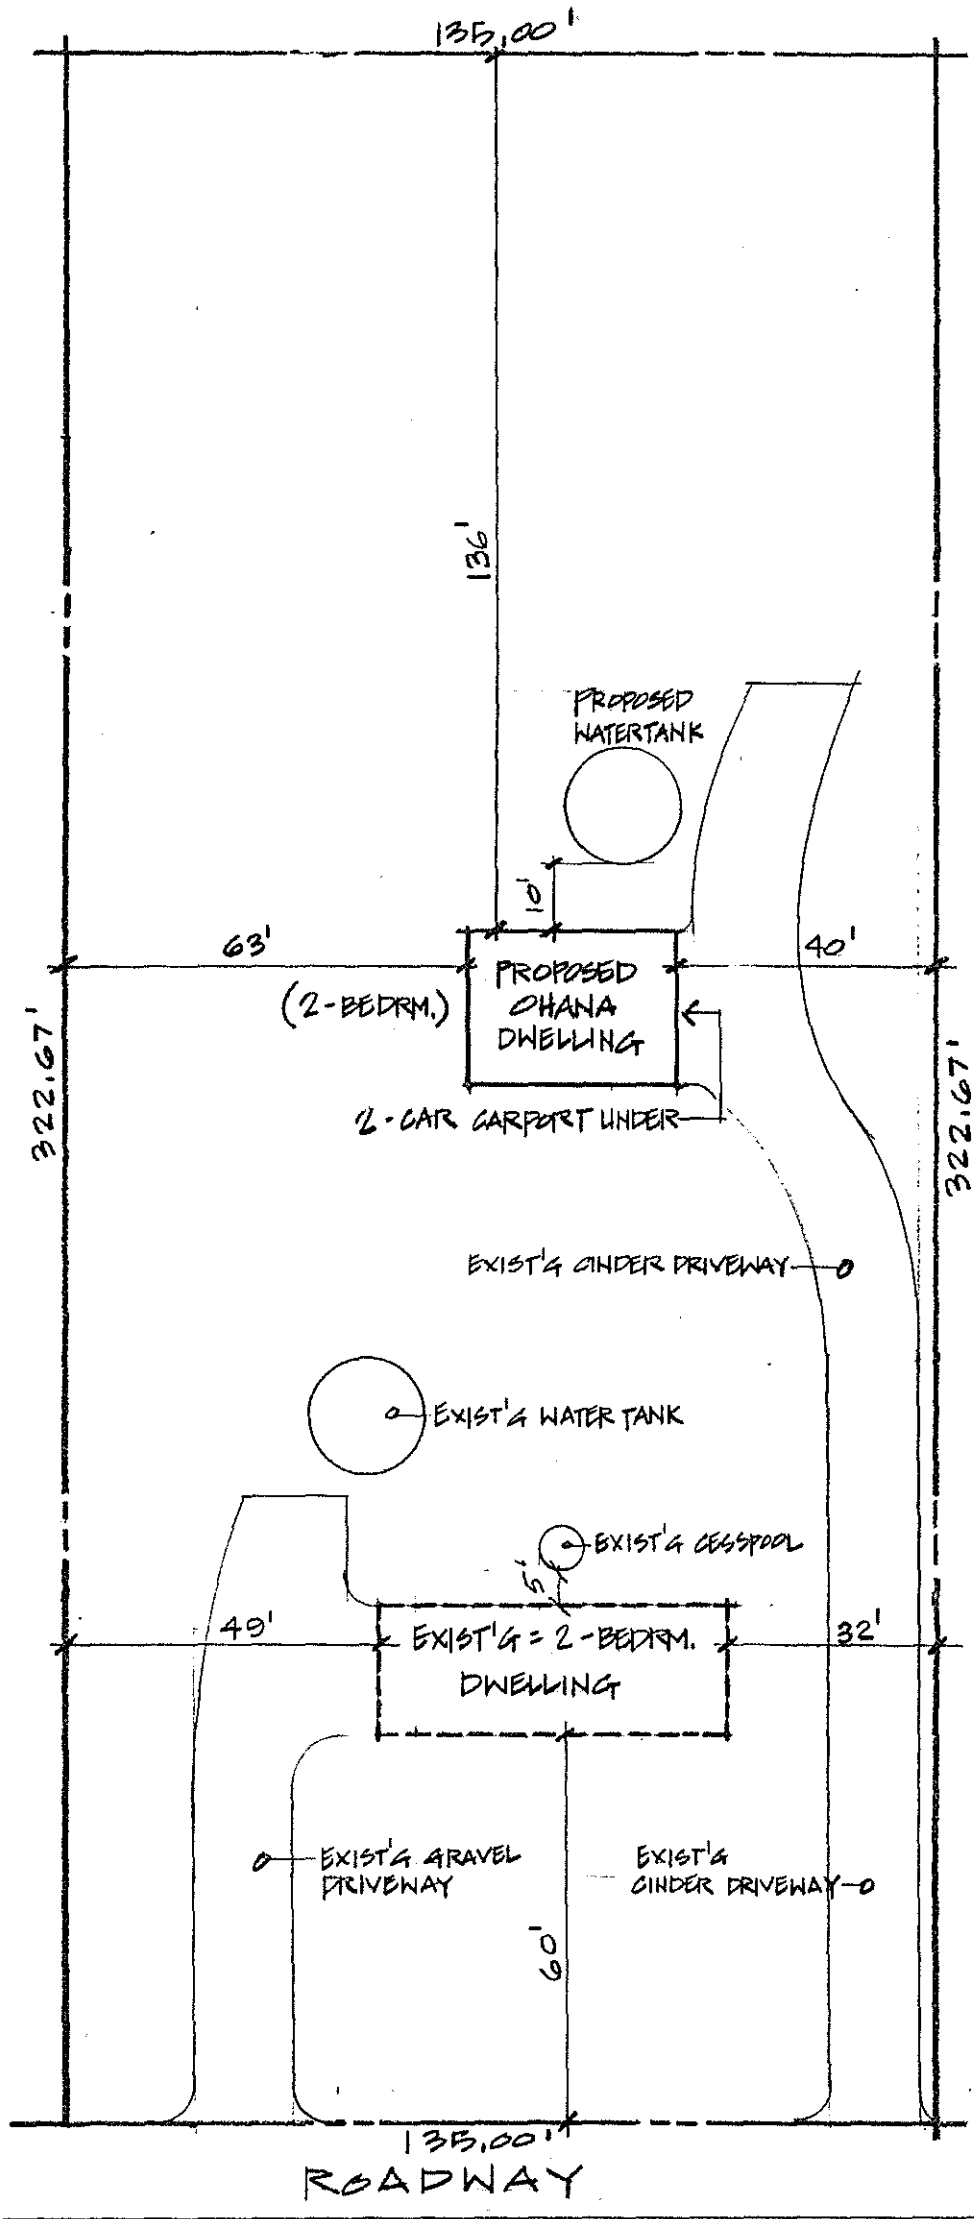 135.00'
136'
PROPOSED
WATERTANK
10'
63'
40'
(2-BEDRM.)
PROPOSED
OHANA
DWELLING
322.67'
322.67'
2-CAR CARPORT UNDER
EXIST'G CINDER DRIVEWAY
EXIST'G WATER TANK
EXIST'G CESSPOOL
5'
49'
EXIST'G = 2-BEDRM.
DWELLING
32'
EXIST'G GRAVEL
DRIVEWAY
EXIST'G
CINDER DRIVEWAY
60'
135.00'
ROADWAY